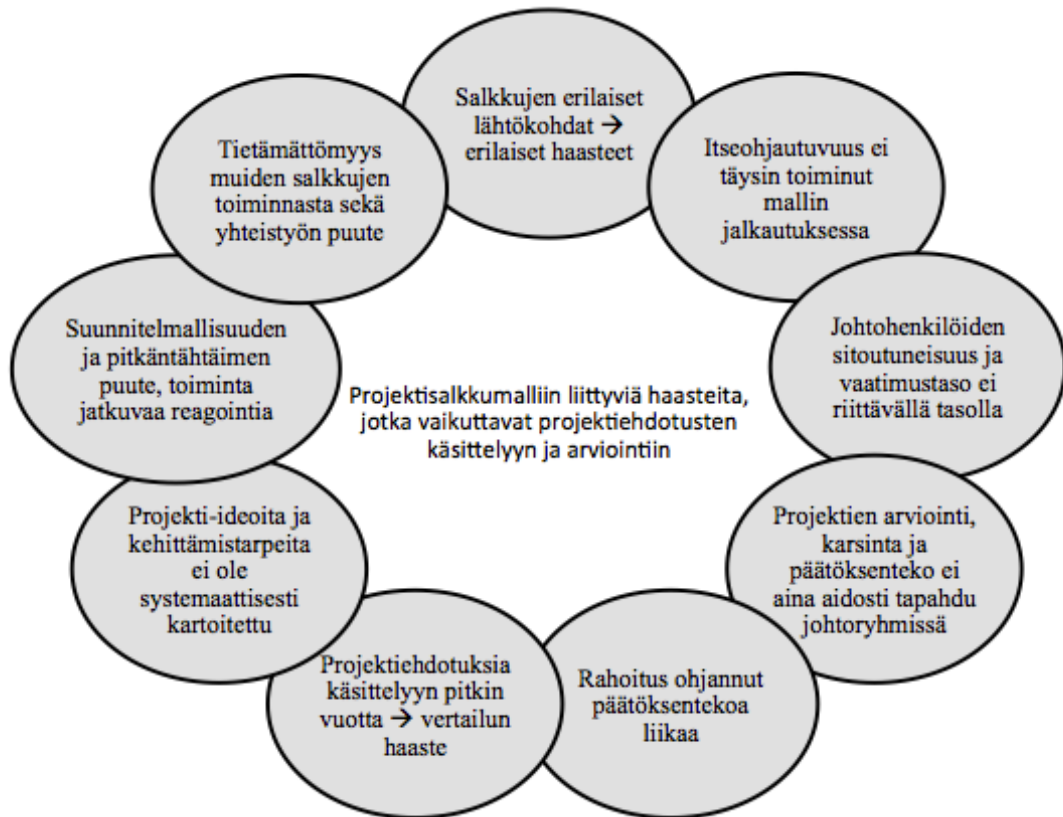 Salkkujen erilaiset
lähtökohdat →
erilaiset haasteet
Itseohjautuvuus ei
täysin toiminut
mallin
jalkautuksessa
Johtohenkilöiden
sitoutuneisuus ja
vaatimustaso ei
riittävällä tasolla
Projektien arviointi,
karsinta ja
päätöksenteko ei
aina aidosti tapahdu
johtoryhmissä
Rahoitus ohjannut
päätöksentekoa
liikaa
Projektiehdotuksia
käsittelyyn pitkin
vuotta → vertailun
haaste
Projekti-ideoita ja
kehittämistarpeita
ei ole
systemaattisesti
kartoitettu
Suunnitelmallisuuden
ja pitkäntähtäimen
puute, toiminta
jatkuvaa reagointia
Tietämättömyys
muiden salkkujen
toiminnasta sekä
yhteistyön puute
Projektisalkkumalliin liittyviä haasteita,
jotka vaikuttavat projektiehdotusten
käsittelyyn ja arviointiin